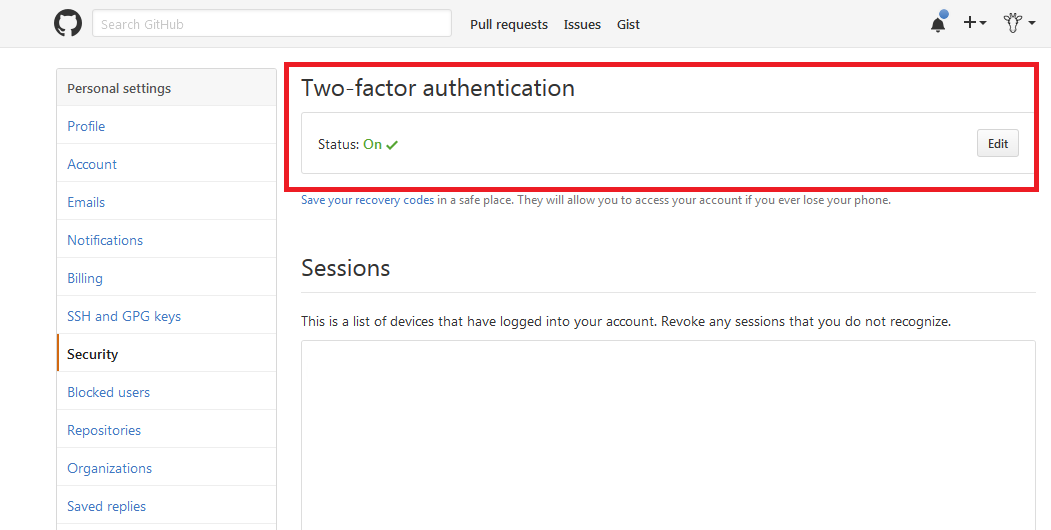 Search GitHub
Pull requests
Issues
Gist
Personal settings
Profile
Account
Emails
Notifications
Billing
SSH and GPG keys
Security
Blocked users
Repositories
Organizations
Saved replies
Two-factor authentication
Status: On
Edit
Save your recovery codes in a safe place. They will allow you to access your account if you ever lose your phone.
Sessions
This is a list of devices that have logged into your account. Revoke any sessions that you do not recognize.